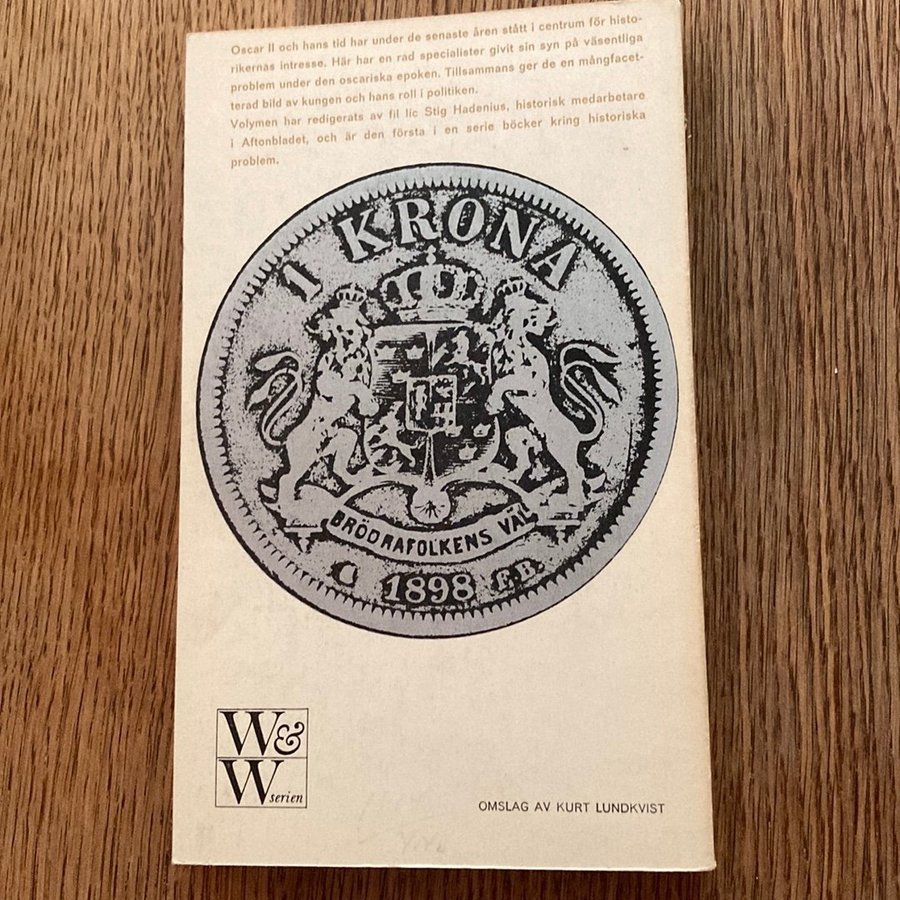 Oscar II och hans tid har under de senaste åren stått i centrum för histo-
rikernas intresse. Här har en rad specialister givit sin syn på väsentliga
problem under den oscariska epoken. Tillsammans ger de en mångfacet-
terad bild av kungen och hans roll i politiken.
Volymen har redigerats av fil lic Stig Hadenius, historisk medarbetare
i Aftonbladet, och är den första i en serie böcker kring historiska
problem.
1 KRONA
BRÖDRAFOLKENS VÄL
1898 E.B.
W&
W serien
OMSLAG AV KURT LUNDKVIST